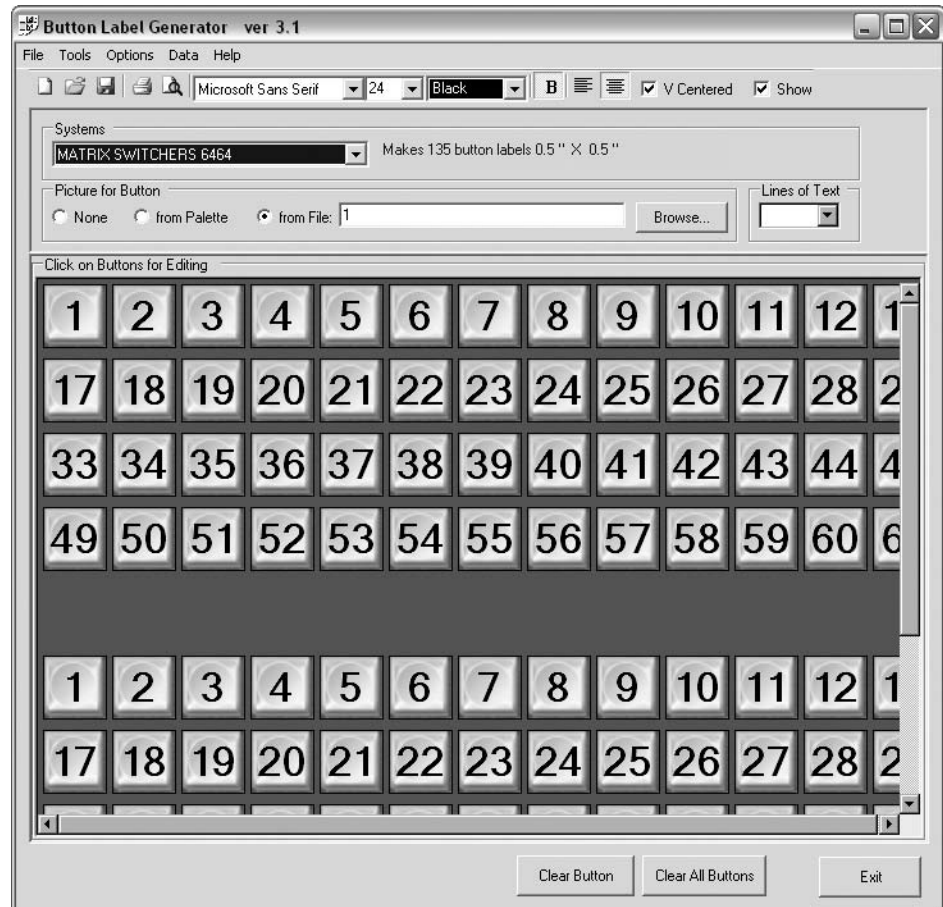 Button Label Generator ver 3.1
File Tools Options Data Help
Microsoft Sans Serif 24 Black B V Centered Show
Systems
MATRIX SWITCHERS 6464 Makes 135 button labels 0.5 " X 0.5 "
Picture for Button Lines of Text
None from Palette from File: 1 Browse...
Click on Buttons for Editing
1 2 3 4 5 6 7 8 9 10 11 12 1
17 18 19 20 21 22 23 24 25 26 27 28 2
33 34 35 36 37 38 39 40 41 42 43 44 4
49 50 51 52 53 54 55 56 57 58 59 60 6
1 2 3 4 5 6 7 8 9 10 11 12 1
17 18 19 20 21 22 23 24 25 26 27 28 2
Clear Button Clear All Buttons Exit